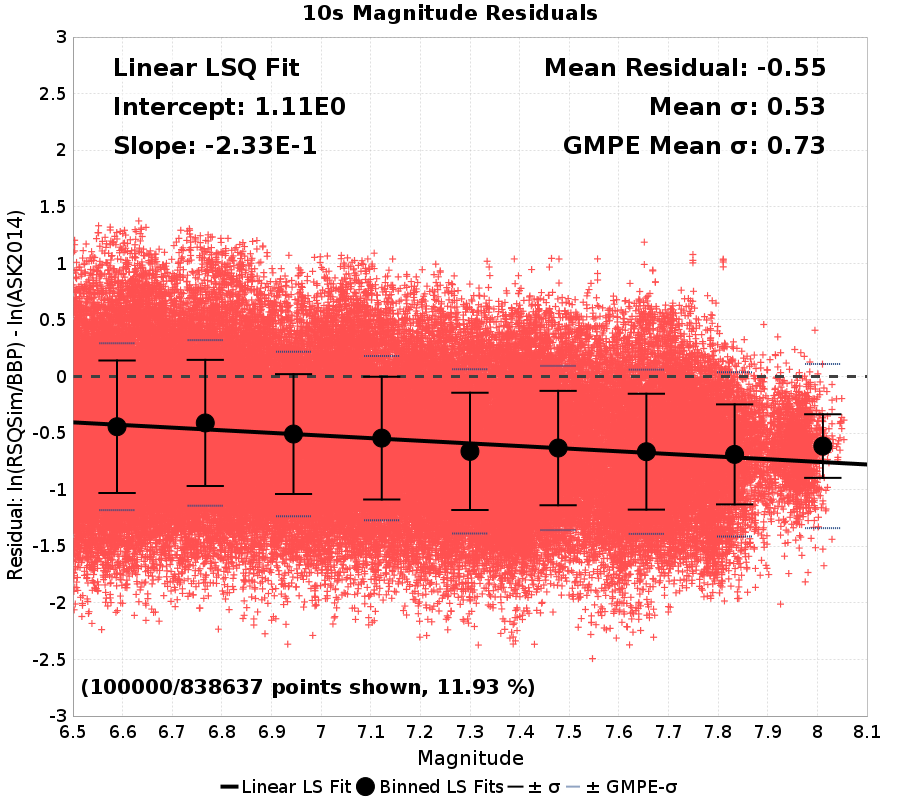 10s Magnitude Residuals
Linear LSQ Fit
Intercept: 1.11E0
Slope: -2.33E-1
Mean Residual: -0.55
Mean σ: 0.53
GMPE Mean σ: 0.73
Residual: ln(RSQSim/BBP) - ln(ASK2014)
3
2.5
2
1.5
1
0.5
0
-0.5
-1
-1.5
-2
-2.5
-3
(100000/838637 points shown, 11.93 %)
6.5 6.6 6.7 6.8 6.9 7 7.1 7.2 7.3 7.4 7.5 7.6 7.7 7.8 7.9 8 8.1
Magnitude
Linear LS Fit Binned LS Fits ± σ ± GMPE-σ